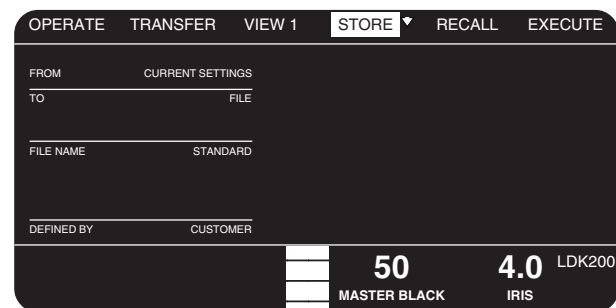 OPERATE TRANSFER VIEW 1 STORE RECALL EXECUTE
FROM CURRENT SETTINGS
TO FILE
FILE NAME STANDARD
DEFINED BY CUSTOMER
50 4.0 LDK200
MASTER BLACK IRIS